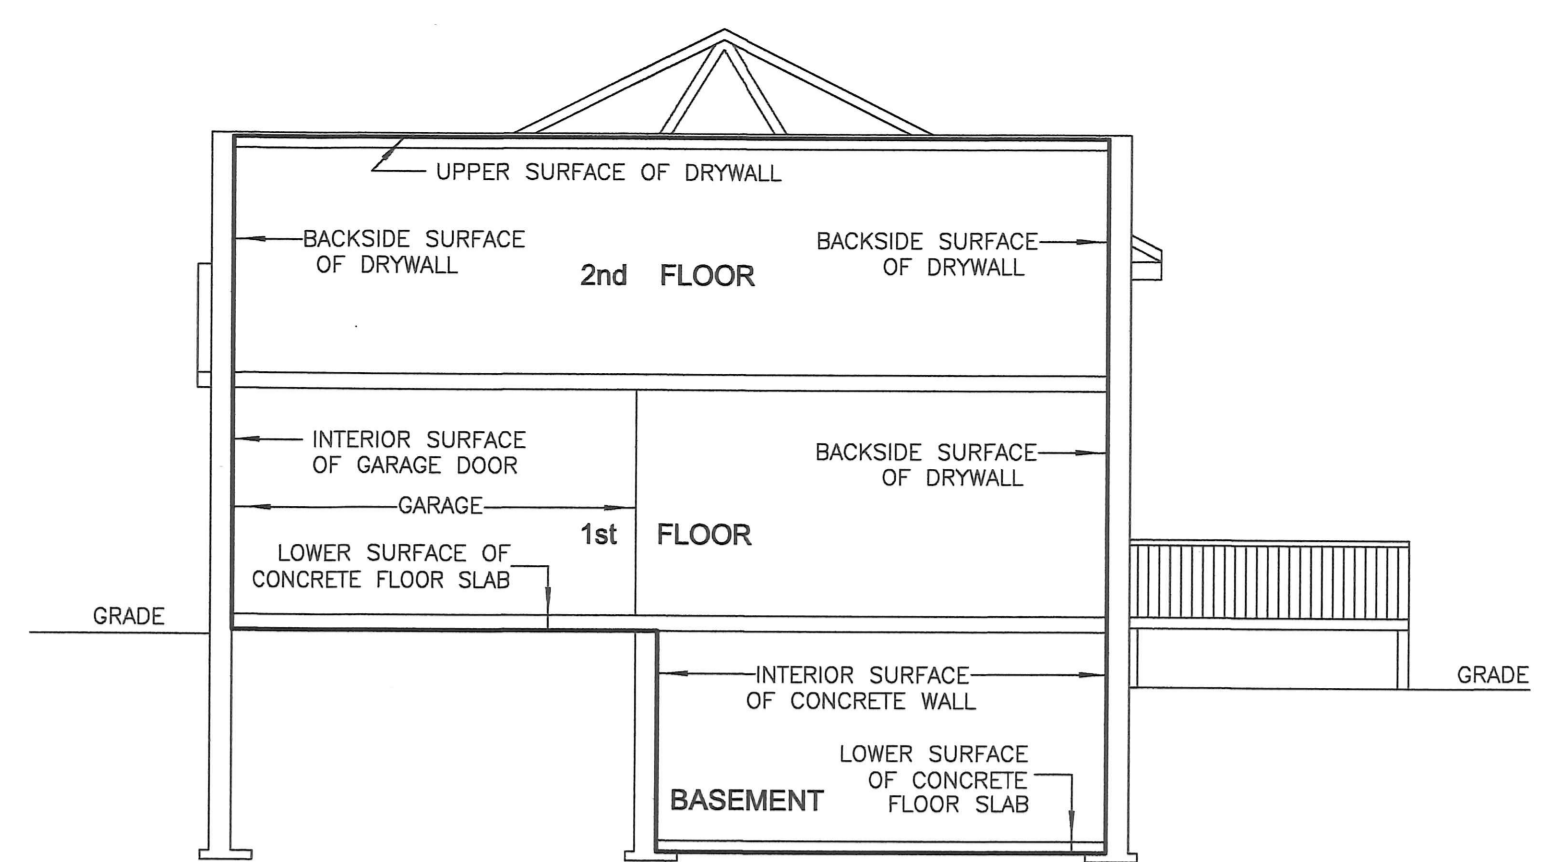 UPPER SURFACE OF DRYWALL
BACKSIDE SURFACE
OF DRYWALL
BACKSIDE SURFACE
OF DRYWALL
2nd FLOOR
INTERIOR SURFACE
OF GARAGE DOOR
BACKSIDE SURFACE
OF DRYWALL
GARAGE
1st FLOOR
LOWER SURFACE OF
CONCRETE FLOOR SLAB
GRADE
INTERIOR SURFACE
OF CONCRETE WALL
GRADE
LOWER SURFACE
OF CONCRETE
FLOOR SLAB
BASEMENT